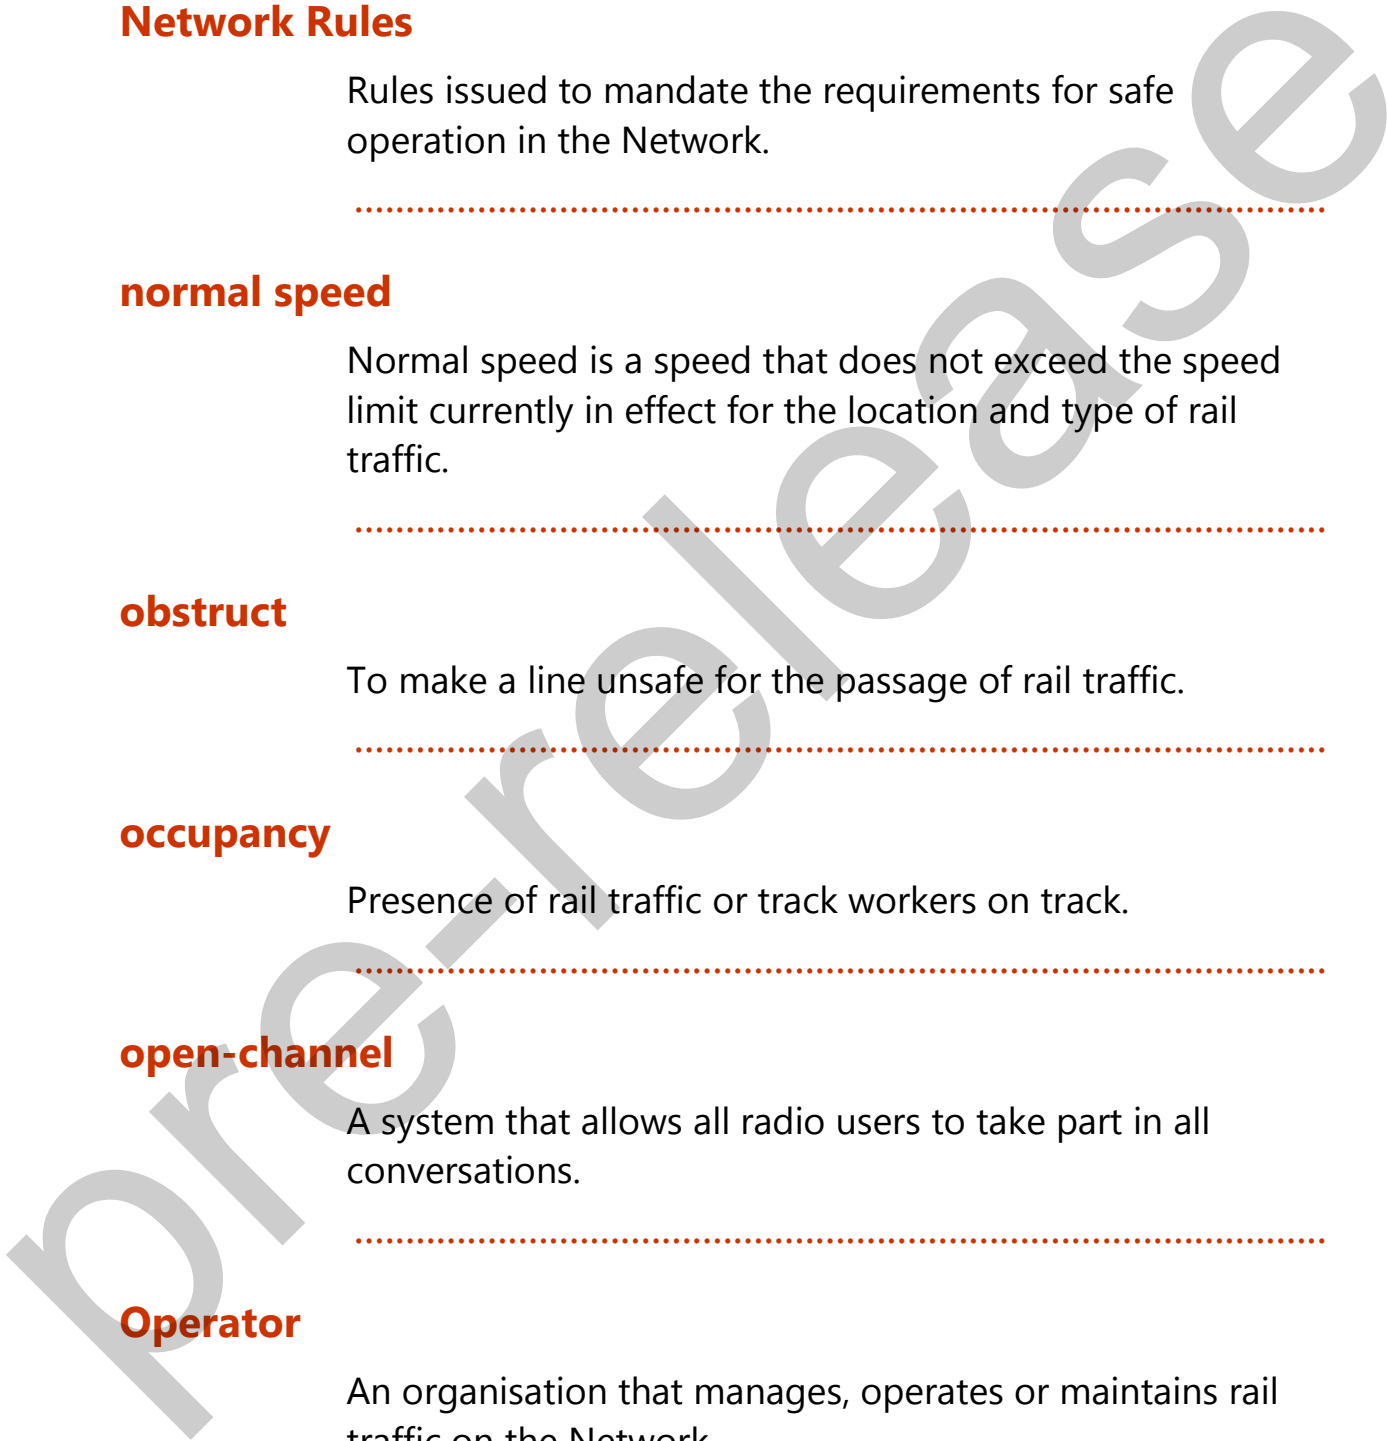 Network Rules
Rules issued to mandate the requirements for safe
operation in the Network.
normal speed
Normal speed is a speed that does not exceed the speed
limit currently in effect for the location and type of rail
traffic.
obstruct
To make a line unsafe for the passage of rail traffic.
occupancy
Presence of rail traffic or track workers on track.
open-channel
A system that allows all radio users to take part in all
conversations.
Operator
An organisation that manages, operates or maintains rail
traffic on the Network.
pre-release